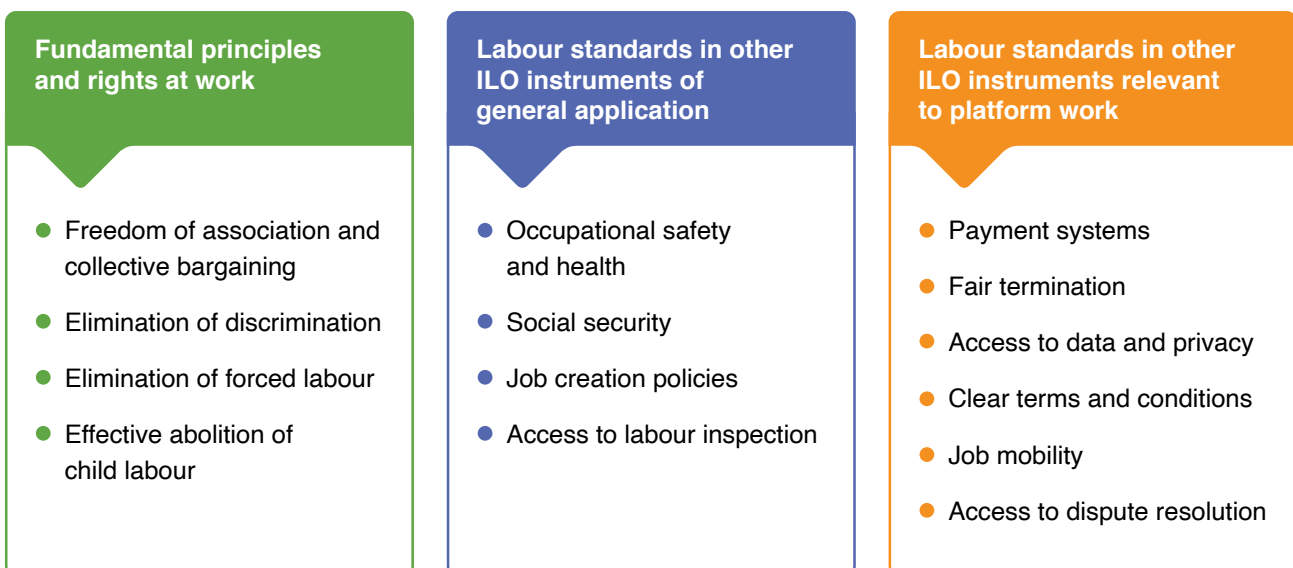 Fundamental principles
and rights at work
Freedom of association and
collective bargaining
Elimination of discrimination
Elimination of forced labour
Effective abolition of
child labour
Labour standards in other
ILO instruments of
general application
Occupational safety
and health
Social security
Job creation policies
Access to labour inspection
Labour standards in other
ILO instruments relevant
to platform work
Payment systems
Fair termination
Access to data and privacy
Clear terms and conditions
Job mobility
Access to dispute resolution